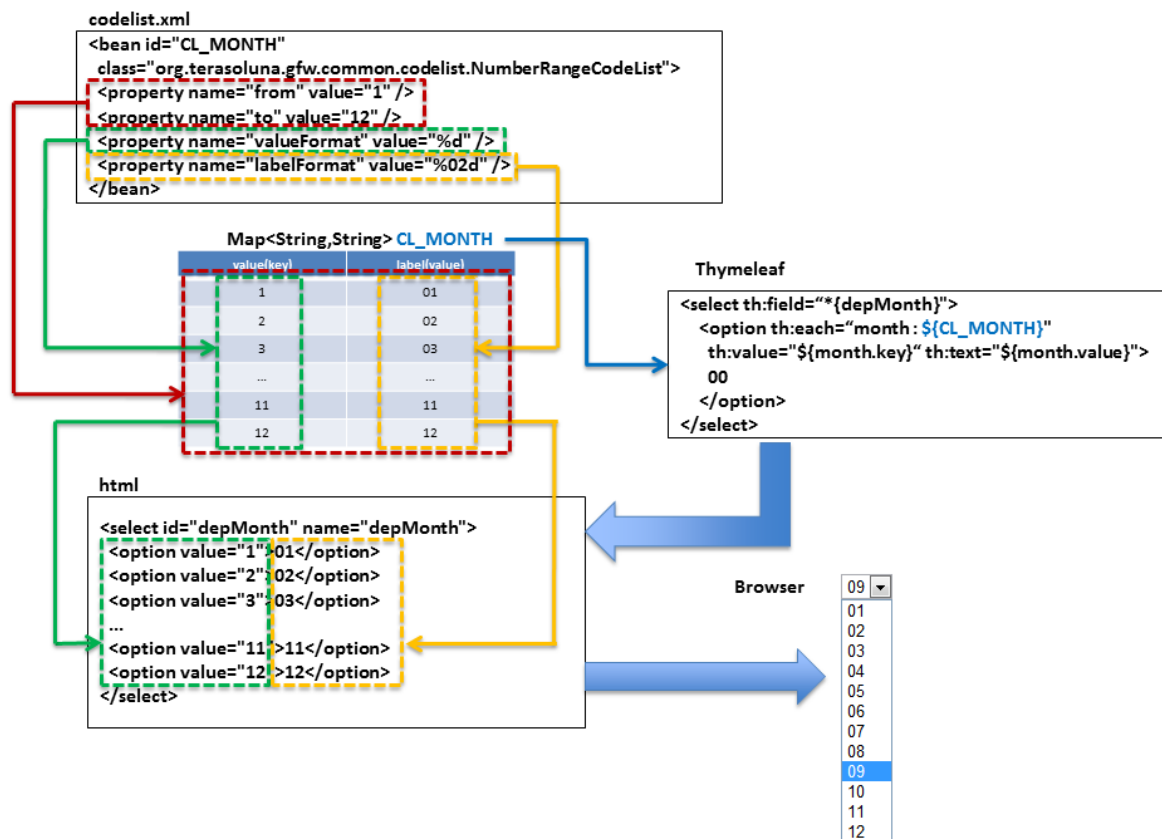 codelist.xml
<bean id="CL_MONTH"
class="org.terasoluna.gfw.common.codelist.NumberRangeCodeList">
<property name="from" value="1" />
<property name="to" value="12" />
<property name="valueFormat" value="%d" />
<property name="labelFormat" value="%02d" />
</bean>
Map<String,String> CL_MONTH
value(key) label(value)
1 01
2 02
3 03
... ...
11 11
12 12
Thymeleaf
<select th:field=“*{depMonth}">
<option th:each=“month : ${CL_MONTH}"
th:value="${month.key}“ th:text="${month.value}">
00
</option>
</select>
html
<select id="depMonth" name="depMonth">
<option value="1">01</option>
<option value="2">02</option>
<option value="3">03</option>
...
<option value="11">11</option>
<option value="12">12</option>
</select>
Browser
09
01
02
03
04
05
06
07
08
09
10
11
12